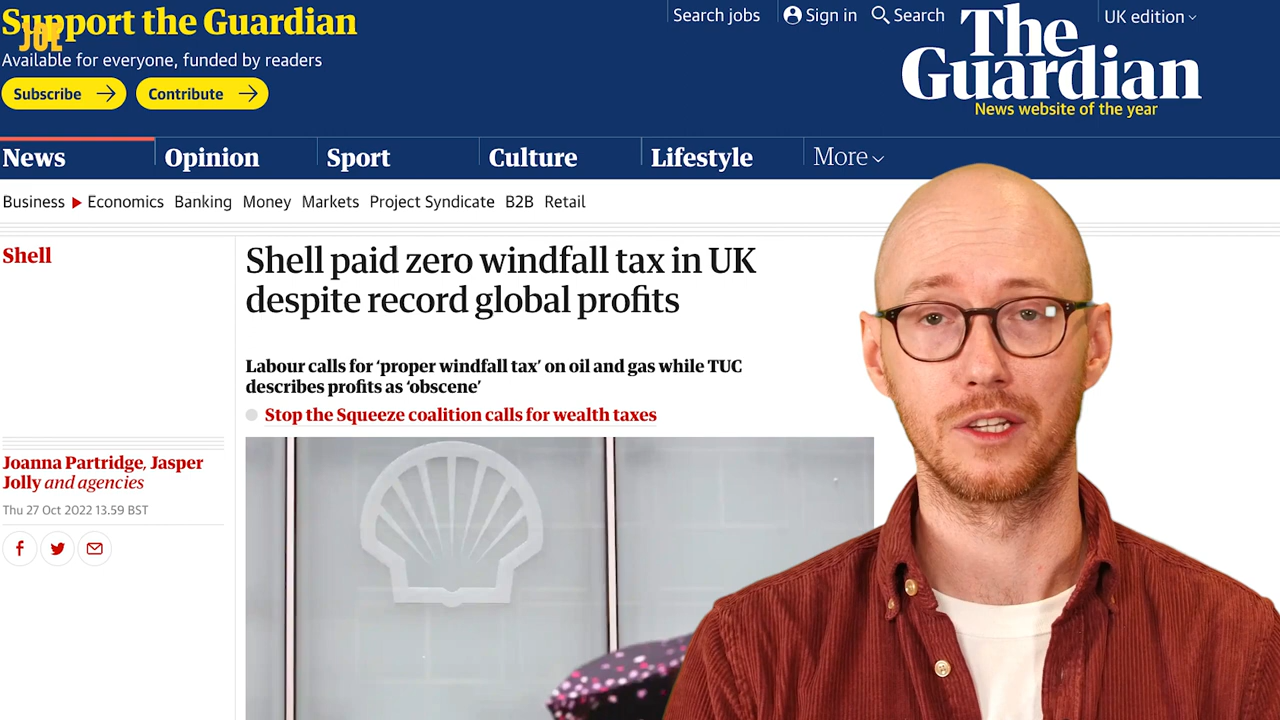 Support the Guardian
JOE
Available for everyone, funded by readers
Subscribe
Contribute
Search jobs
Sign in
Search
UK edition
The
Guardian
News website of the year
News
Opinion
Sport
Culture
Lifestyle
More
Business
Economics
Banking
Money
Markets
Project Syndicate
B2B
Retail
Shell
Shell paid zero windfall tax in UK
despite record global profits
Labour calls for ‘proper windfall tax’ on oil and gas while TUC
describes profits as ‘obscene’
Stop the Squeeze coalition calls for wealth taxes
Joanna Partridge, Jasper
Jolly and agencies
Thu 27 Oct 2022 13.59 BST